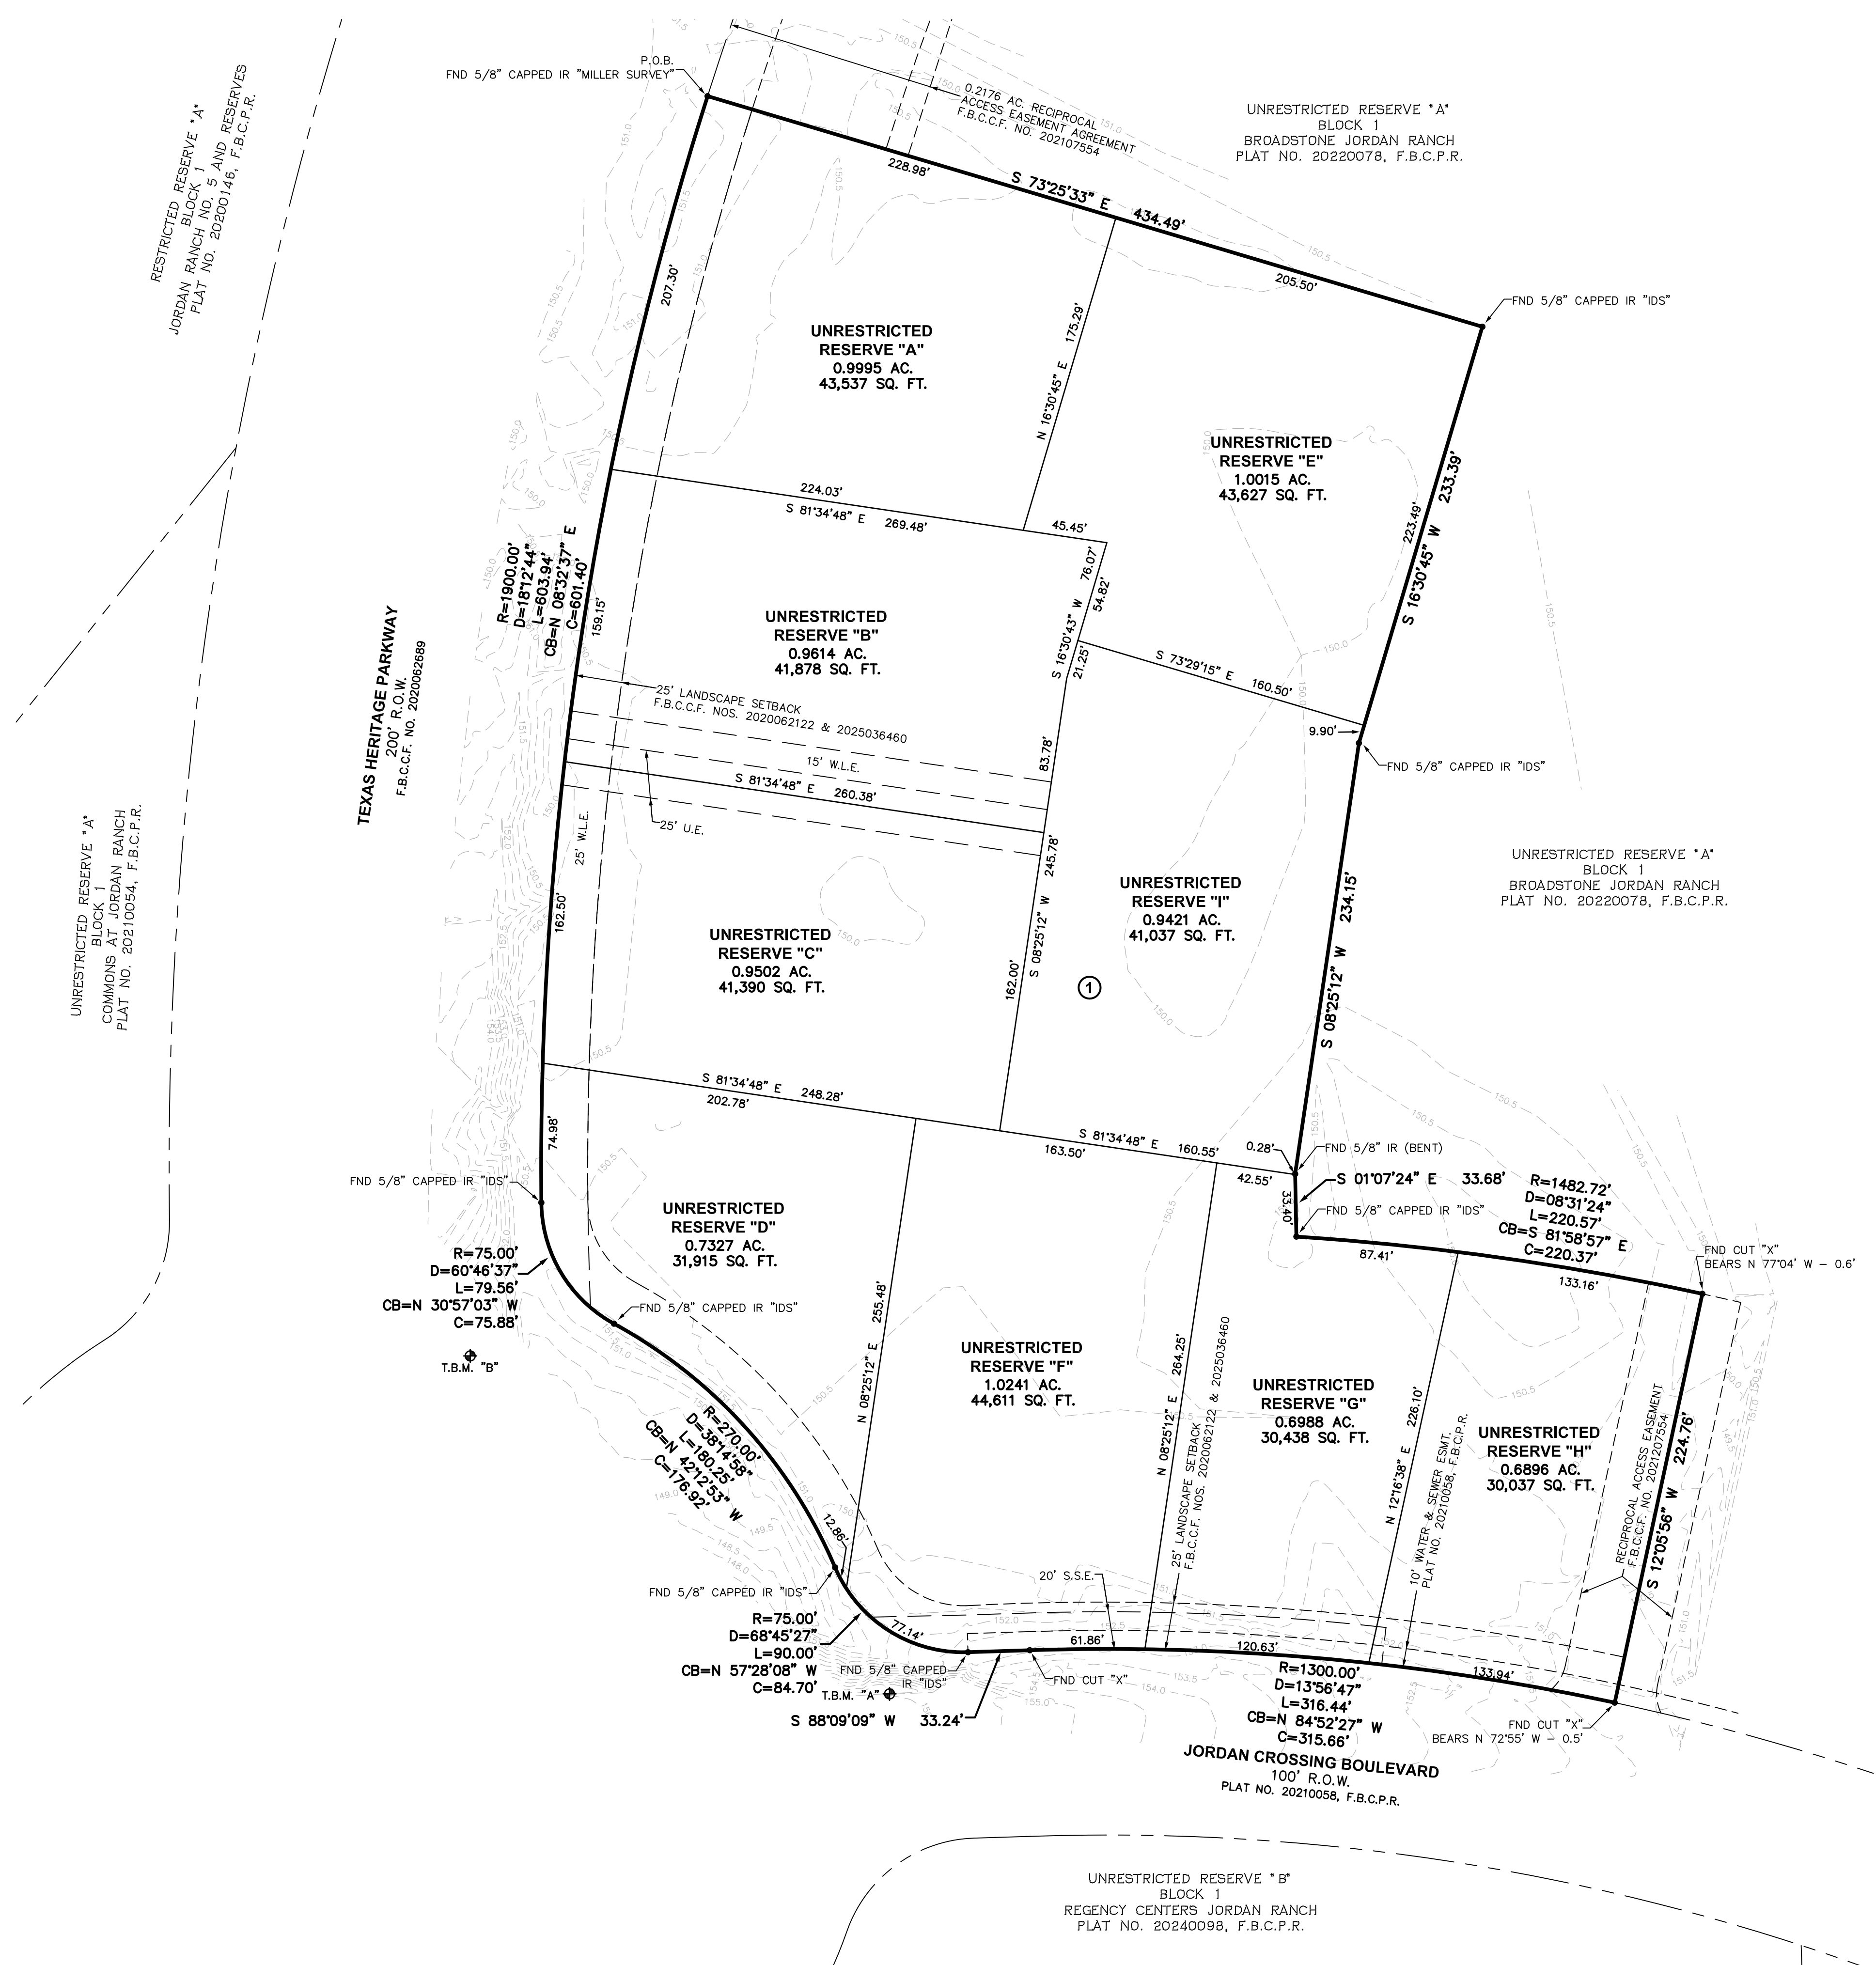 P.O.B.
FND 5/8" CAPPED IR "MILLER SURVEY"
RESTRICTED RESERVE "A"
BLOCK 1
JORDAN RANCH NO. 5 AND RESERVES
PLAT NO. 20200146, F.B.C.P.R.
0.2176 AC. RECIPROCAL
ACCESS EASEMENT AGREEMENT
F.B.C.C.F. NO. 202107554
UNRESTRICTED RESERVE "A"
BLOCK 1
BROADSTONE JORDAN RANCH
PLAT NO. 20220078, F.B.C.P.R.
228.98'
S 73°25'33" E 434.49'
205.50'
FND 5/8" CAPPED IR "IDS"
207.30'
UNRESTRICTED
RESERVE "A"
0.9995 AC.
43,537 SQ. FT.
N 16°30'45" E 175.29'
UNRESTRICTED
RESERVE "E"
1.0015 AC.
43,627 SQ. FT.
223.49'
S 16°30'45" W 233.39'
224.03'
S 81°34'48" E 269.48'
45.45'
R=1900.00'
D=18°12'44"
L=603.94'
CB=N 08°32'37" E
C=601.40'
159.15'
UNRESTRICTED
RESERVE "B"
0.9614 AC.
41,878 SQ. FT.
S 16°30'43" W 76.07'
54.82'
21.25'
S 73°29'15" E 160.50'
9.90'
FND 5/8" CAPPED IR "IDS"
TEXAS HERITAGE PARKWAY
200' R.O.W.
F.B.C.C.F. NO. 2020062689
25' LANDSCAPE SETBACK
F.B.C.C.F. NOS. 2020062122 & 2025036460
15' W.L.E.
S 81°34'48" E 260.38'
25' U.E.
83.78'
25' W.L.E.
UNRESTRICTED RESERVE "A"
BLOCK 1
COMMONS AT JORDAN RANCH
PLAT NO. 20210054, F.B.C.P.R.
162.50'
UNRESTRICTED
RESERVE "C"
0.9502 AC.
41,390 SQ. FT.
S 08°25'12" W 245.78'
162.00'
UNRESTRICTED
RESERVE "I"
0.9421 AC.
41,037 SQ. FT.
1
S 08°25'12" W 234.15'
UNRESTRICTED RESERVE "A"
BLOCK 1
BROADSTONE JORDAN RANCH
PLAT NO. 20220078, F.B.C.P.R.
S 81°34'48" E 248.28'
202.78'
S 81°34'48" E 160.55'
163.50'
0.28'
42.55'
FND 5/8" IR (BENT)
S 01°07'24" E 33.68'
33.40'
FND 5/8" CAPPED IR "IDS"
R=1482.72'
D=08°31'24"
L=220.57'
CB=S 81°58'57" E
C=220.37'
87.41'
133.16'
FND CUT "X"
BEARS N 77°04' W - 0.6'
74.98'
FND 5/8" CAPPED IR "IDS"
UNRESTRICTED
RESERVE "D"
0.7327 AC.
31,915 SQ. FT.
R=75.00'
D=60°46'37"
L=79.56'
CB=N 30°57'03" W
C=75.88'
FND 5/8" CAPPED IR "IDS"
T.B.M. "B"
N 08°25'12" E 255.48'
UNRESTRICTED
RESERVE "F"
1.0241 AC.
44,611 SQ. FT.
N 08°25'12" E 264.25'
25' LANDSCAPE SETBACK
F.B.C.C.F. NOS. 2020062122 & 2025036460
UNRESTRICTED
RESERVE "G"
0.6988 AC.
30,438 SQ. FT.
N 12°16'38" E 226.10'
10' WATER & SEWER ESMT.
PLAT NO. 20210058, F.B.C.P.R.
UNRESTRICTED
RESERVE "H"
0.6896 AC.
30,037 SQ. FT.
RECIPROCAL ACCESS EASEMENT
F.B.C.C.F. NO. 2021207554
S 12°05'56" W 224.76'
R=270.00'
D=38°14'58"
L=180.25'
CB=N 42°12'53" W
C=176.92'
12.86'
FND 5/8" CAPPED IR "IDS"
R=75.00'
D=68°45'27"
L=90.00'
CB=N 57°28'08" W
C=84.70'
77.14'
FND 5/8" CAPPED
IR "IDS"
T.B.M. "A"
S 88°09'09" W 33.24'
20' S.S.E.
61.86'
FND CUT "X"
120.63'
133.94'
R=1300.00'
D=13°56'47"
L=316.44'
CB=N 84°52'27" W
C=315.66'
FND CUT "X"
BEARS N 72°55' W - 0.5'
JORDAN CROSSING BOULEVARD
100' R.O.W.
PLAT NO. 20210058, F.B.C.P.R.
UNRESTRICTED RESERVE "B"
BLOCK 1
REGENCY CENTERS JORDAN RANCH
PLAT NO. 20240098, F.B.C.P.R.